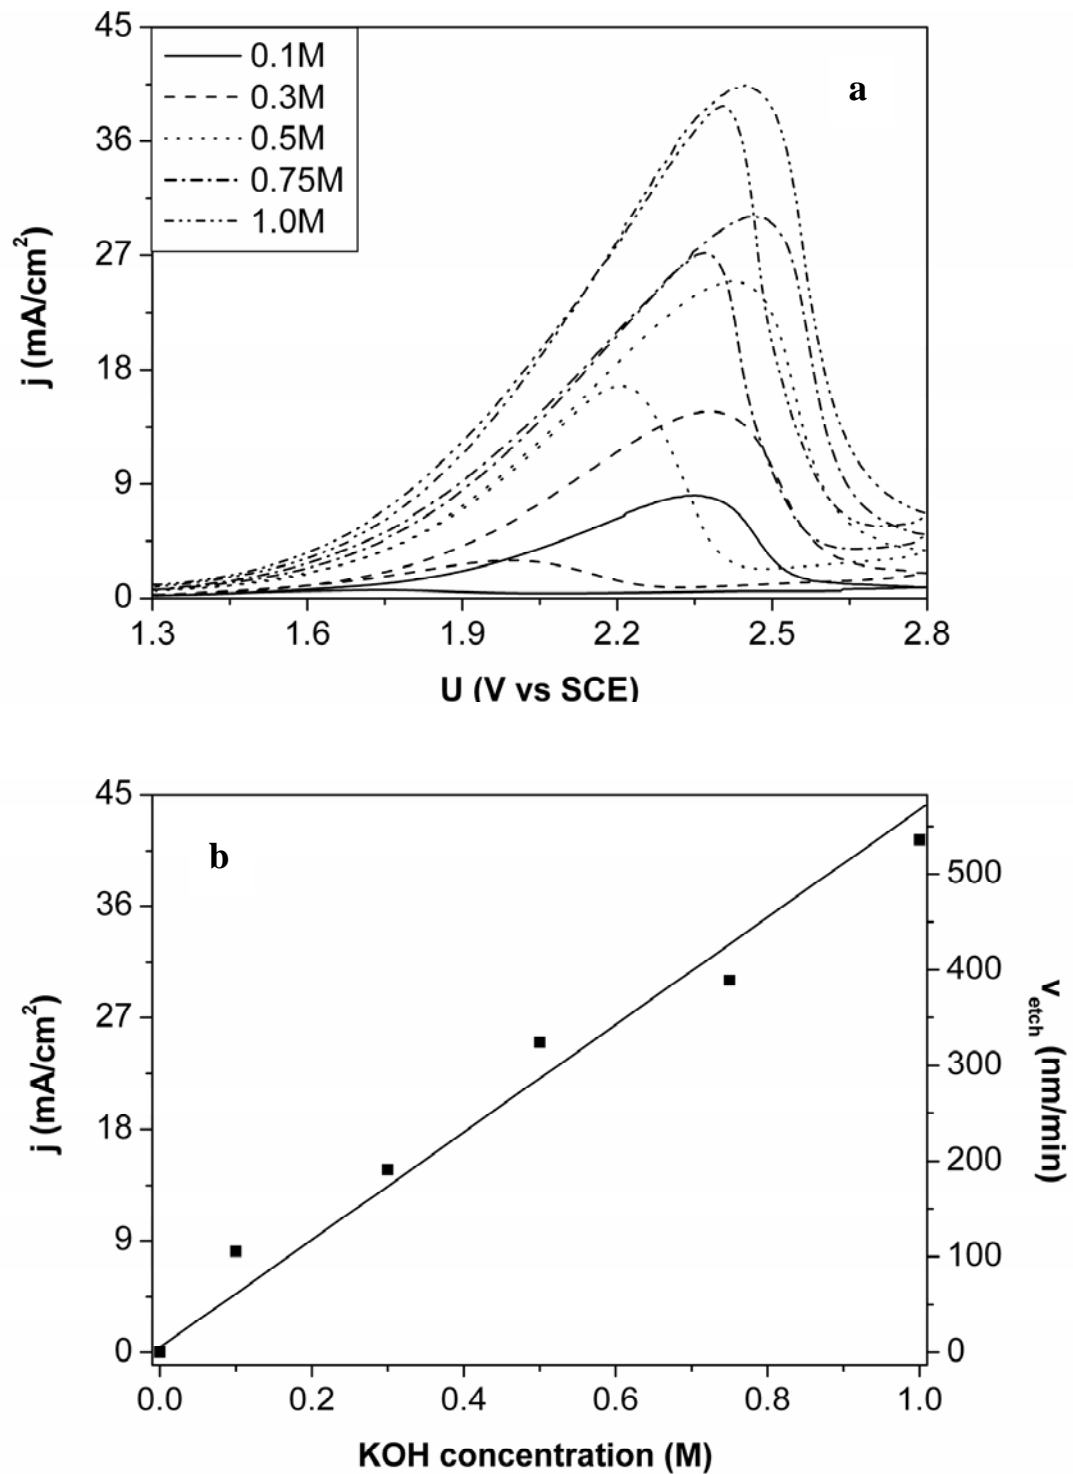 45
36
27
18
9
0
j (mA/cm²)
0.1M
0.3M
0.5M
0.75M
1.0M
a
1.3 1.6 1.9 2.2 2.5 2.8
U (V vs SCE)
45
36
27
18
9
0
j (mA/cm²)
b
500
400
300
200
100
0
v_etch (nm/min)
0.0 0.2 0.4 0.6 0.8 1.0
KOH concentration (M)